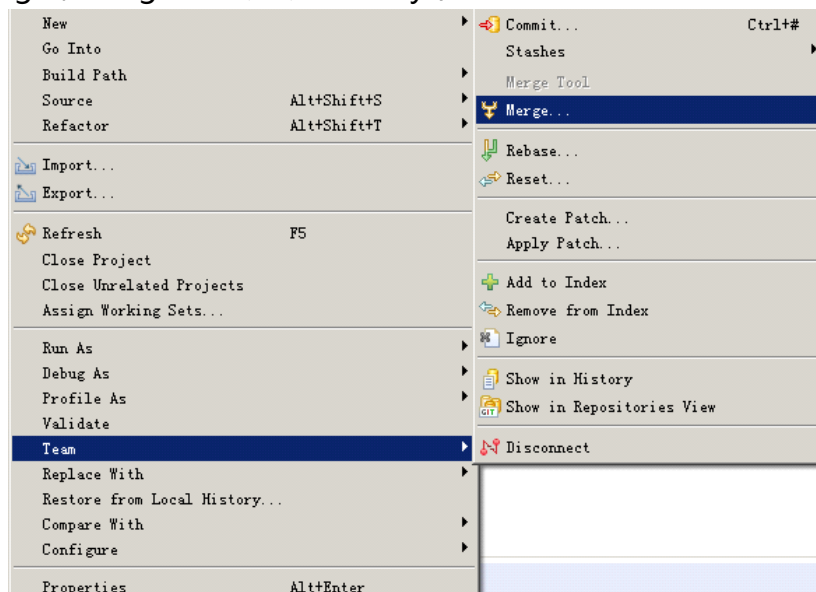 New
Go Into
Build Path
Source Alt+Shift+S
Refactor Alt+Shift+T
Import...
Export...
Refresh F5
Close Project
Close Unrelated Projects
Assign Working Sets...
Run As
Debug As
Profile As
Validate
Team
Replace With
Restore from Local History...
Compare With
Configure
Properties Alt+Enter
Commit... Ctrl+#
Stashes
Merge Tool
Merge...
Rebase...
Reset...
Create Patch...
Apply Patch...
Add to Index
Remove from Index
Ignore
Show in History
GIT
Show in Repositories View
Disconnect